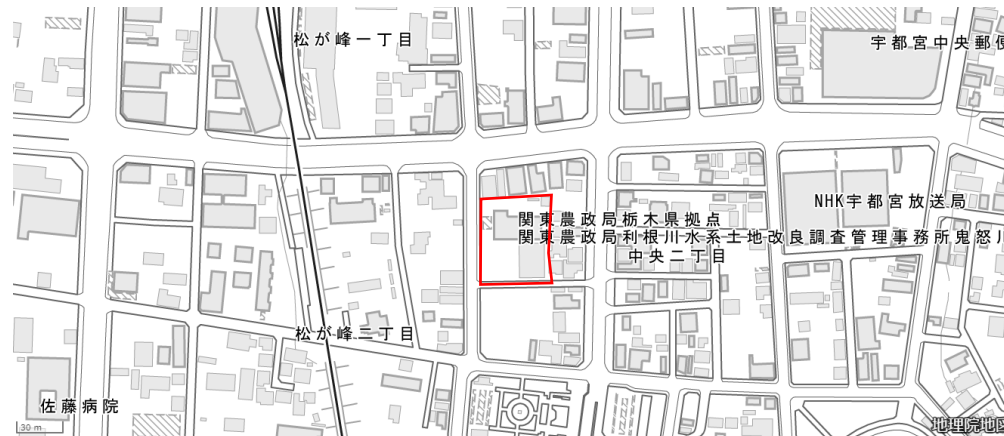 松が峰一丁目
宇都宮中央郵便
NHK宇都宮放送局
関東農政局栃木県拠点
関東農政局利根川水系土地改良調査管理事務所鬼怒川
中央二丁目
松が峰二丁目
佐藤病院
30 m
地理院地図